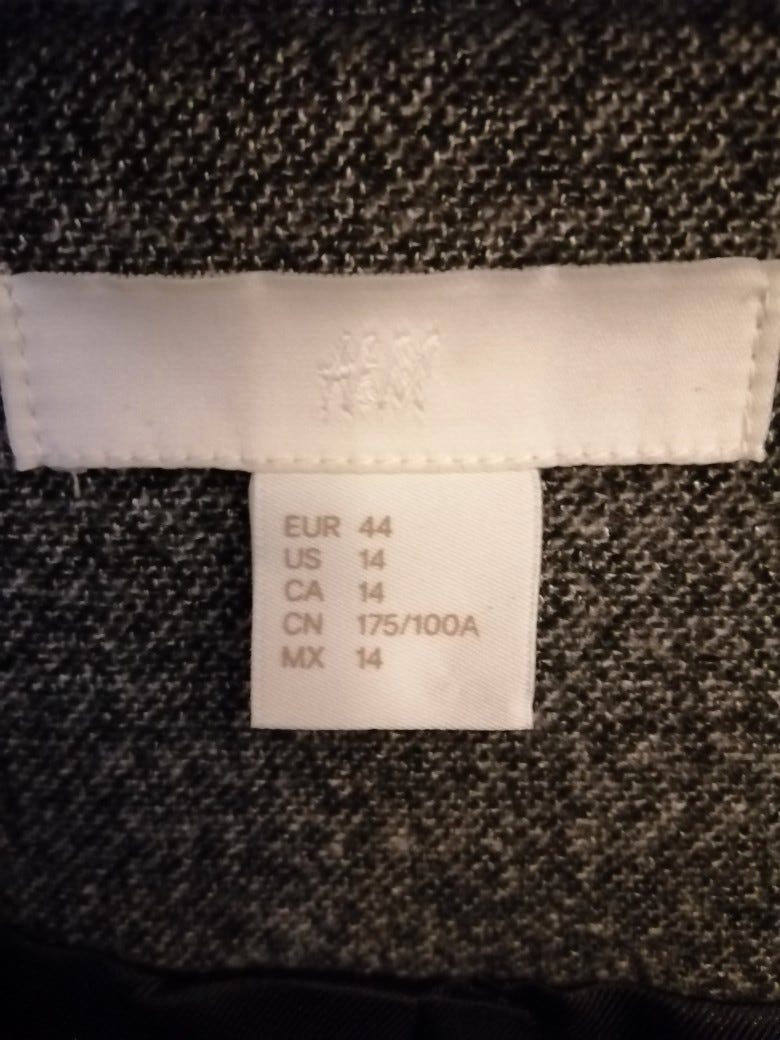 H&M
EUR 44
US 14
CA 14
CN 175/100A
MX 14